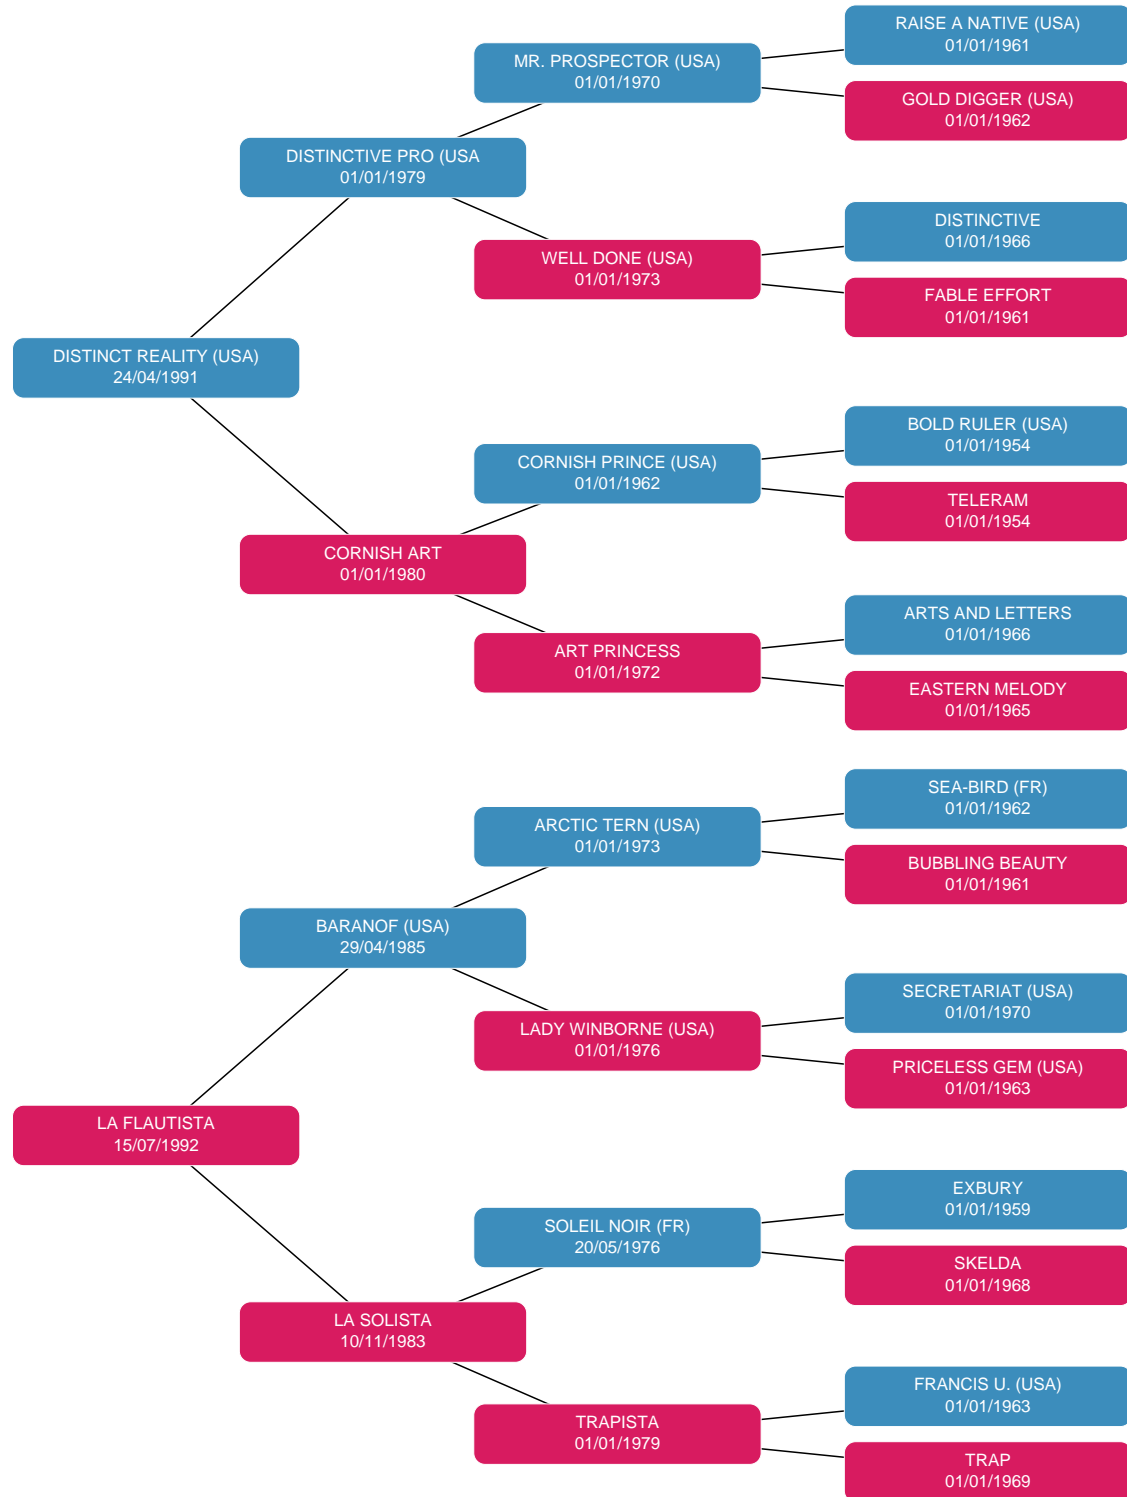 RAISE A NATIVE (USA)
01/01/1961
MR. PROSPECTOR (USA)
01/01/1970
GOLD DIGGER (USA)
01/01/1962
DISTINCTIVE PRO (USA
01/01/1979
DISTINCTIVE
01/01/1966
WELL DONE (USA)
01/01/1973
FABLE EFFORT
01/01/1961
DISTINCT REALITY (USA)
24/04/1991
BOLD RULER (USA)
01/01/1954
CORNISH PRINCE (USA)
01/01/1962
TELERAM
01/01/1954
CORNISH ART
01/01/1980
ARTS AND LETTERS
01/01/1966
ART PRINCESS
01/01/1972
EASTERN MELODY
01/01/1965
SEA-BIRD (FR)
01/01/1962
ARCTIC TERN (USA)
01/01/1973
BUBBLING BEAUTY
01/01/1961
BARANOF (USA)
29/04/1985
SECRETARIAT (USA)
01/01/1970
LADY WINBORNE (USA)
01/01/1976
PRICELESS GEM (USA)
01/01/1963
LA FLAUTISTA
15/07/1992
EXBURY
01/01/1959
SOLEIL NOIR (FR)
20/05/1976
SKELDA
01/01/1968
LA SOLISTA
10/11/1983
FRANCIS U. (USA)
01/01/1963
TRAPISTA
01/01/1979
TRAP
01/01/1969